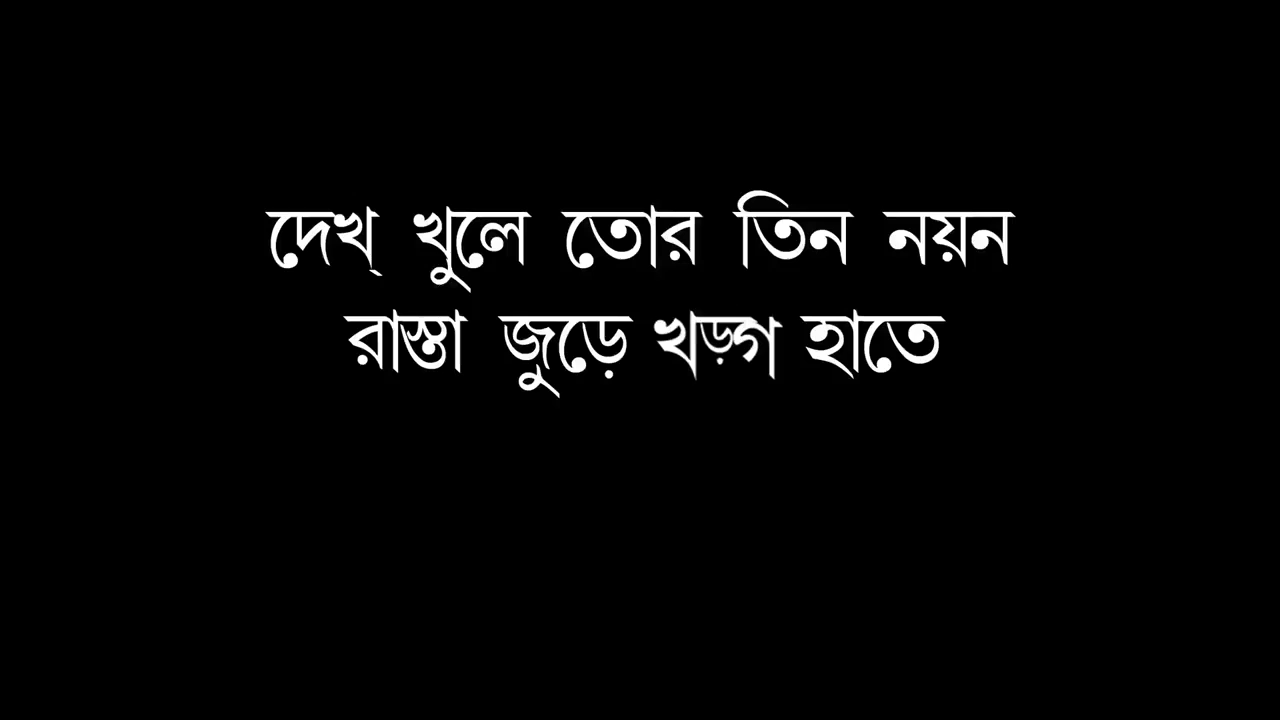 দেখ্ খুলে তোর তিন নয়ন
রাস্তা জুড়ে খড়্গ হাতে